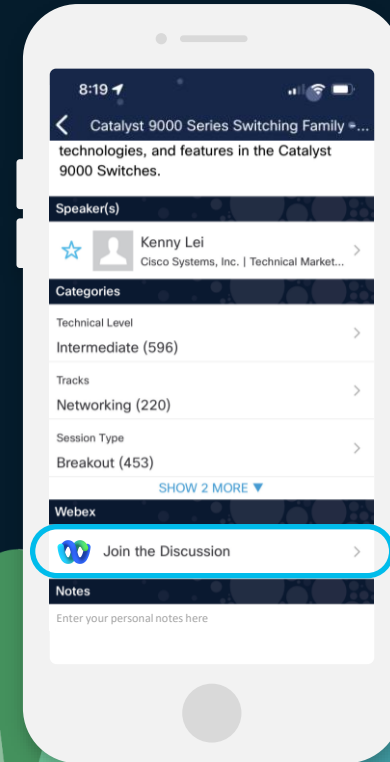 8:19
Catalyst 9000 Series Switching Family -...
technologies, and features in the Catalyst
9000 Switches.
Speaker(s)
Kenny Lei
Cisco Systems, Inc. | Technical Market...
Categories
Technical Level
Intermediate (596)
Tracks
Networking (220)
Session Type
Breakout (453)
SHOW 2 MORE ▼
Webex
Join the Discussion
Notes
Enter your personal notes here